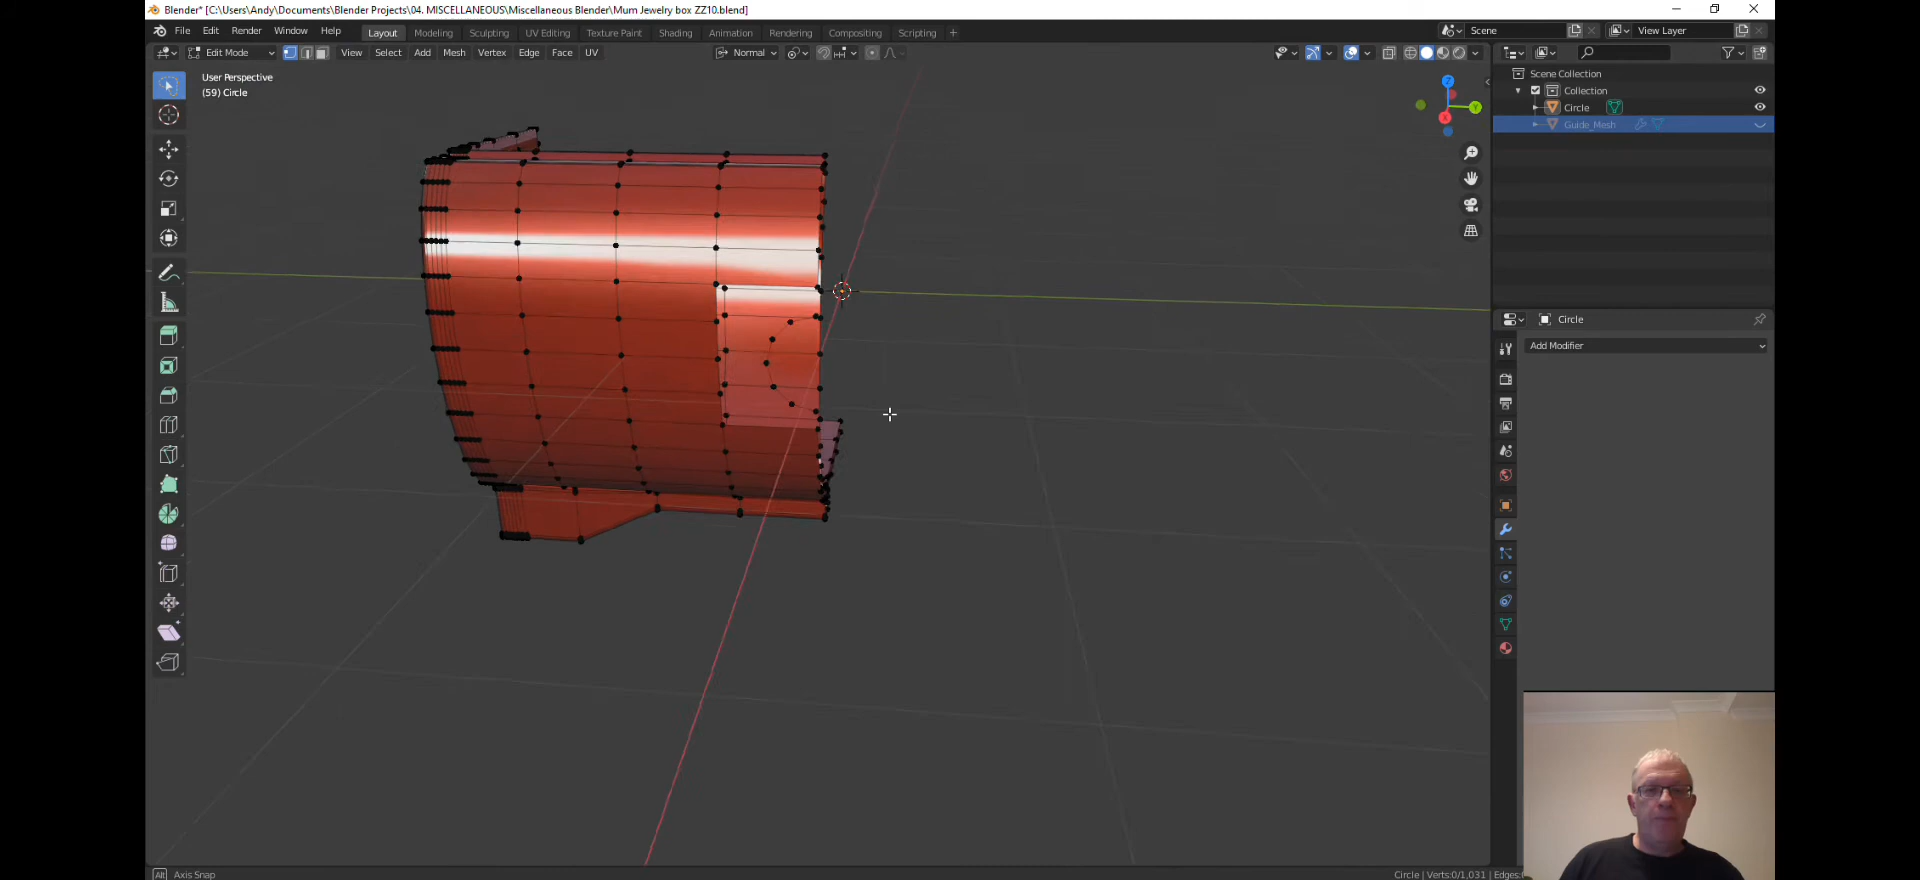 Blender* [C:\Users\Andy\Documents\Blender Projects\04. MISCELLANEOUS\Miscellaneous Blender\Mum Jewelry box ZZ10.blend]
File Edit Render Window Help Layout Modeling Sculpting UV Editing Texture Paint Shading Animation Rendering Compositing Scripting + Scene View Layer
Edit Mode View Select Add Mesh Vertex Edge Face UV Normal
User Perspective
(59) Circle
Scene Collection
Collection
Circle
Guide_Mesh
Z
Y
X
Circle
Add Modifier
Alt Axis Snap
Circle | Verts:0/1,031 | Edges: